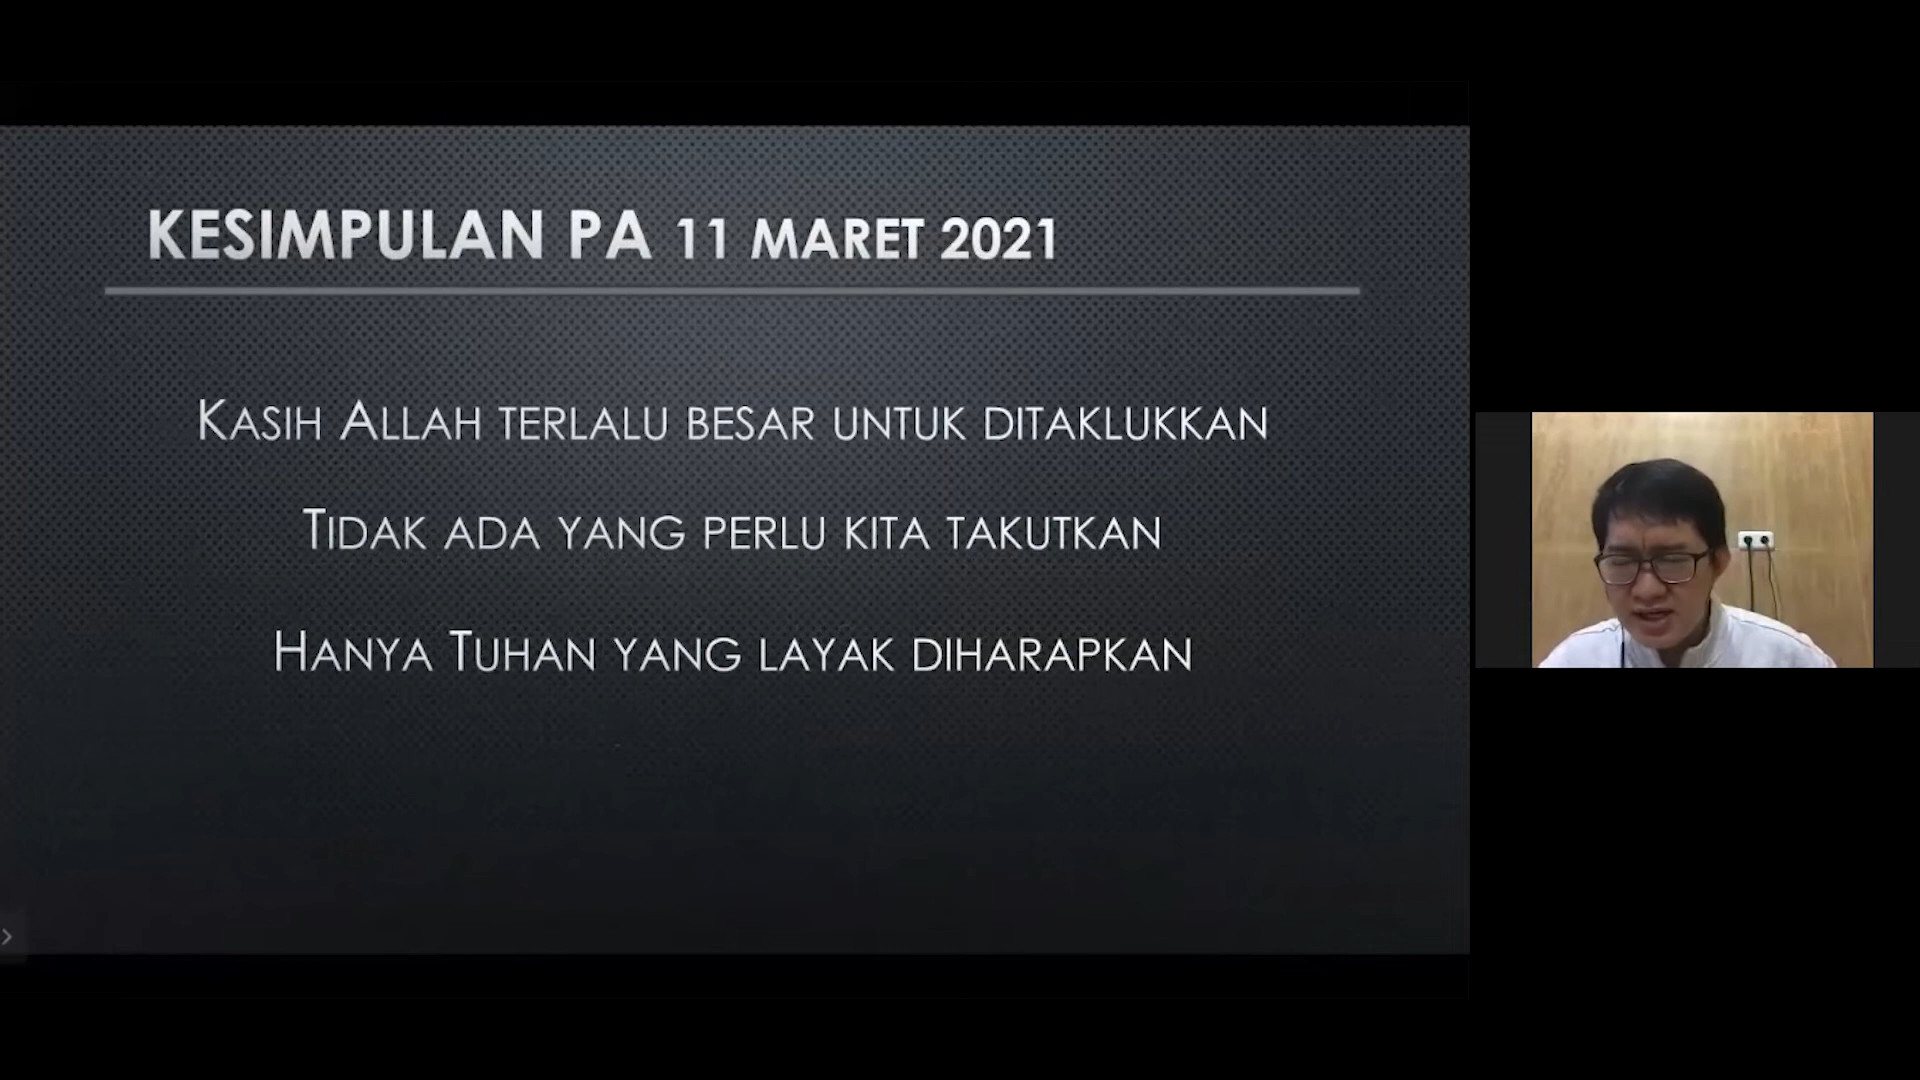 KESIMPULAN PA 11 MARET 2021
KASIH ALLAH TERLALU BESAR UNTUK DITAKLUKKAN
TIDAK ADA YANG PERLU KITA TAKUTKAN
HANYA TUHAN YANG LAYAK DIHARAPKAN